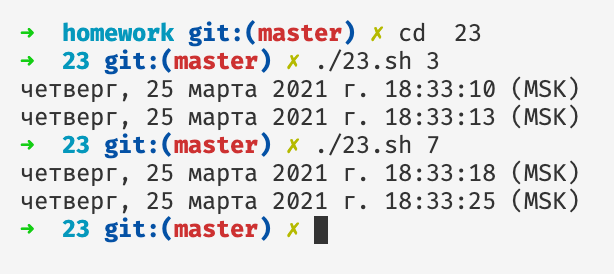 ➜  homework git:(master) ✗ cd  23
➜  23 git:(master) ✗ ./23.sh 3
четверг, 25 марта 2021 г. 18:33:10 (MSK)
четверг, 25 марта 2021 г. 18:33:13 (MSK)
➜  23 git:(master) ✗ ./23.sh 7
четверг, 25 марта 2021 г. 18:33:18 (MSK)
четверг, 25 марта 2021 г. 18:33:25 (MSK)
➜  23 git:(master) ✗